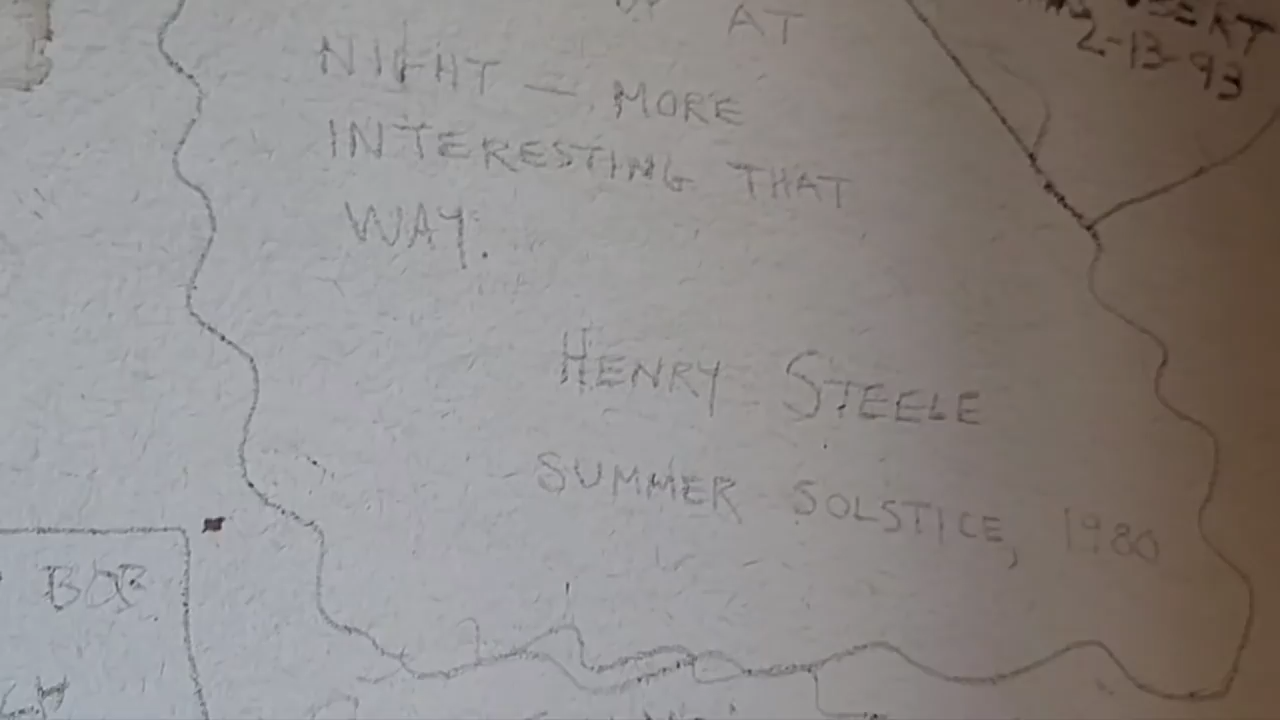 AT
NIGHT — MORE
INTERESTING THAT
WAY.
HENRY STEELE
SUMMER SOLSTICE, 1980
2-13-93
BOB